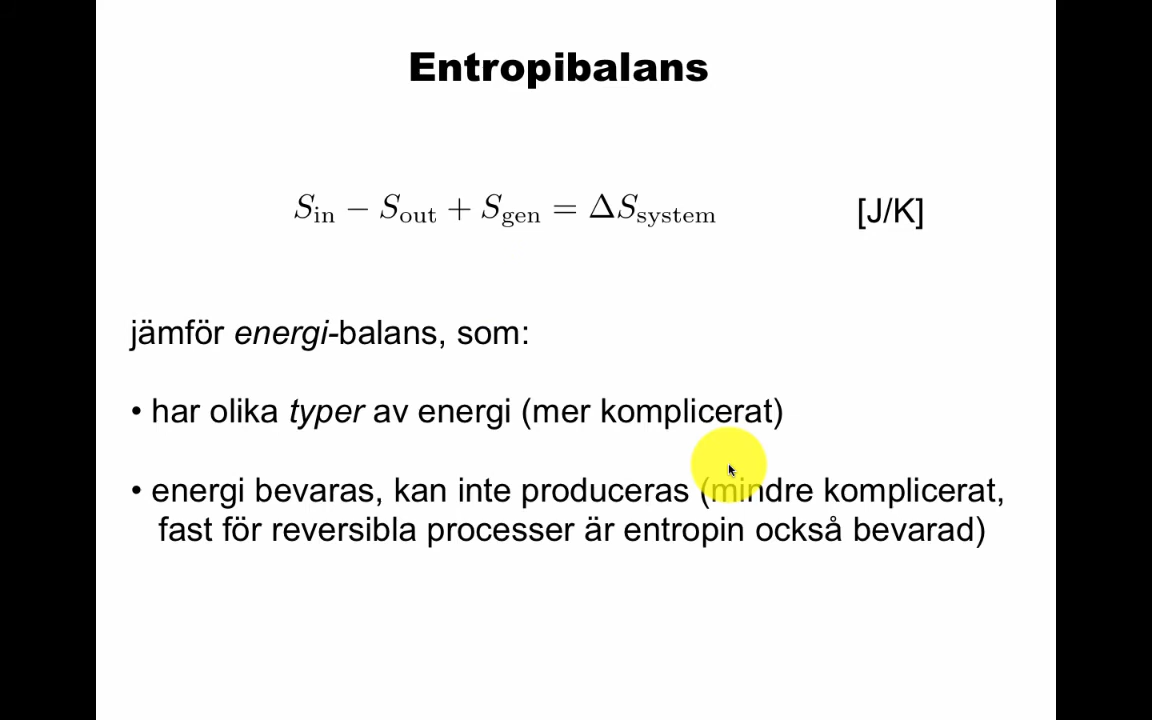 Entropibalans
S_in − S_out + S_gen = ΔS_system [J/K]
jämför energi-balans, som:
• har olika typer av energi (mer komplicerat)
• energi bevaras, kan inte produceras (mindre komplicerat,
fast för reversibla processer är entropin också bevarad)